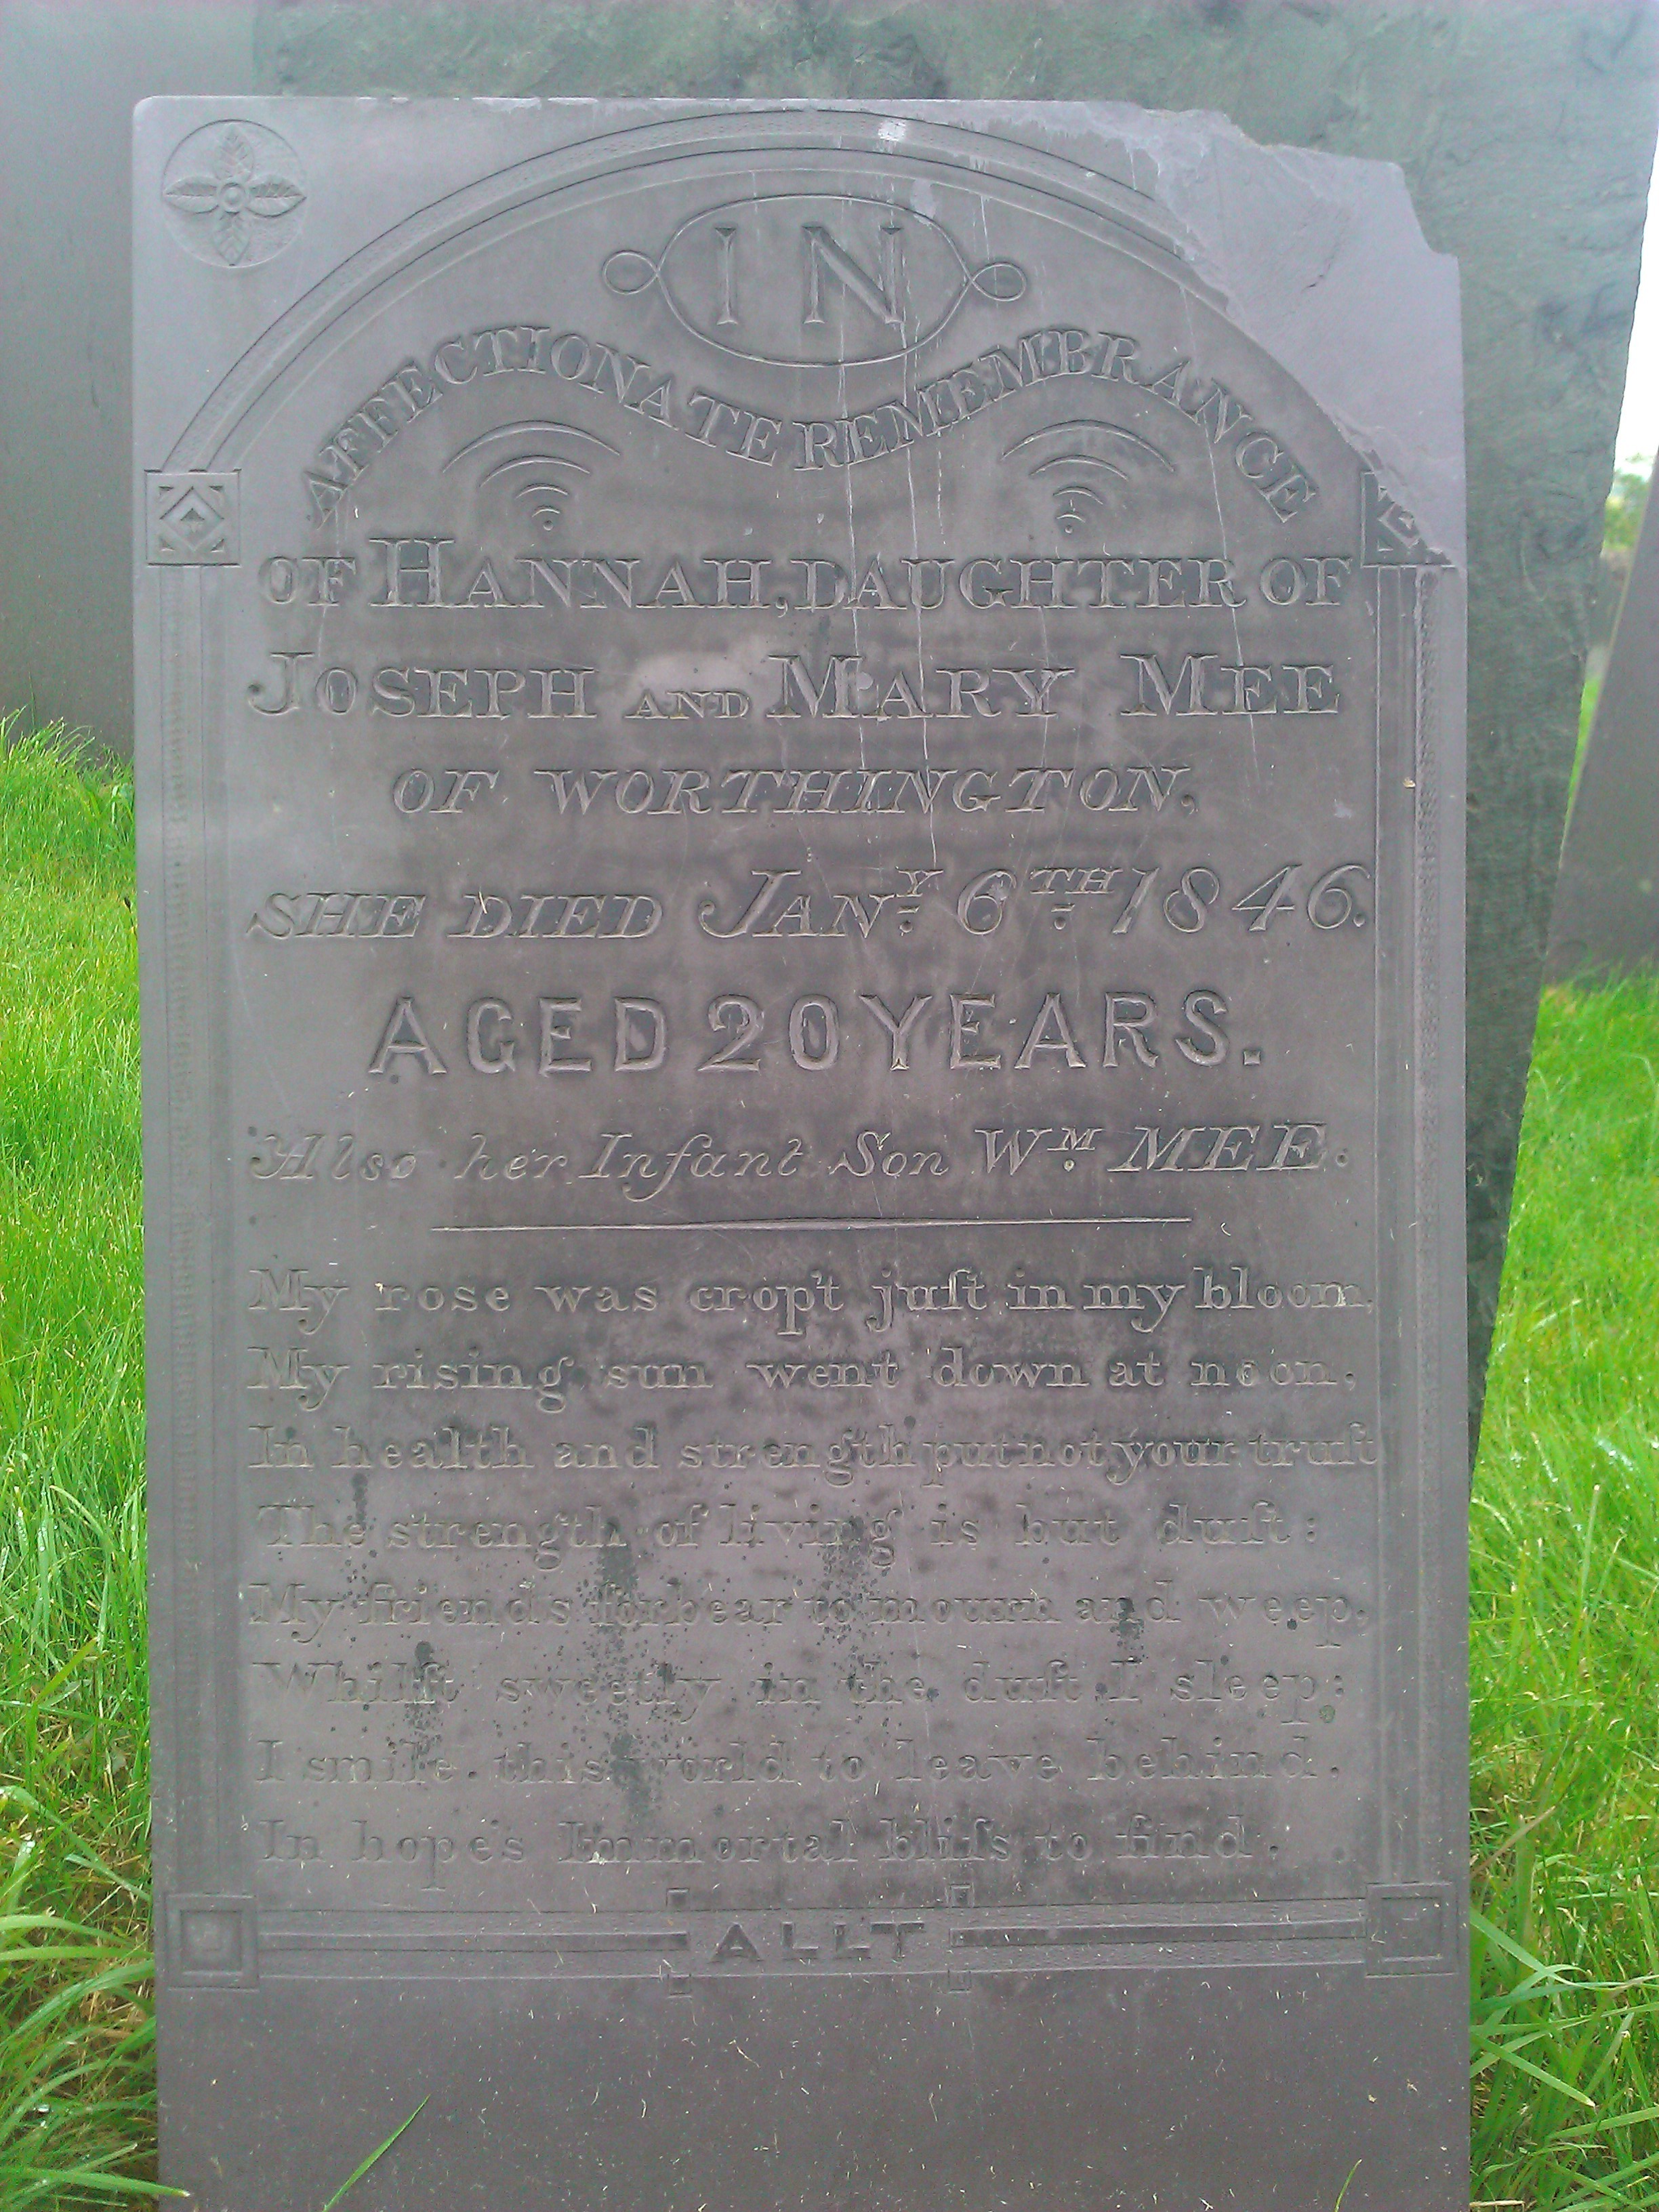 IN
AFFECTIONATE REMEMBRANCE
OF HANNAH, DAUGHTER OF
JOSEPH AND MARY MEE
OF WORTHINGTON,
SHE DIED JANY. 6TH. 1846.
AGED 20 YEARS.
Also her Infant Son WM. MEE.
My rose was crop't juſt in my bloom,
My rising sun went down at noon,
In health and strength put not your truſt
The strength of living is but duſt:
My friends forbear to mourn and weep,
Whilſt sweetly in the duſt I sleep:
I smile this world to leave behind,
In hope's Immortal bliſs to find.
ALLT